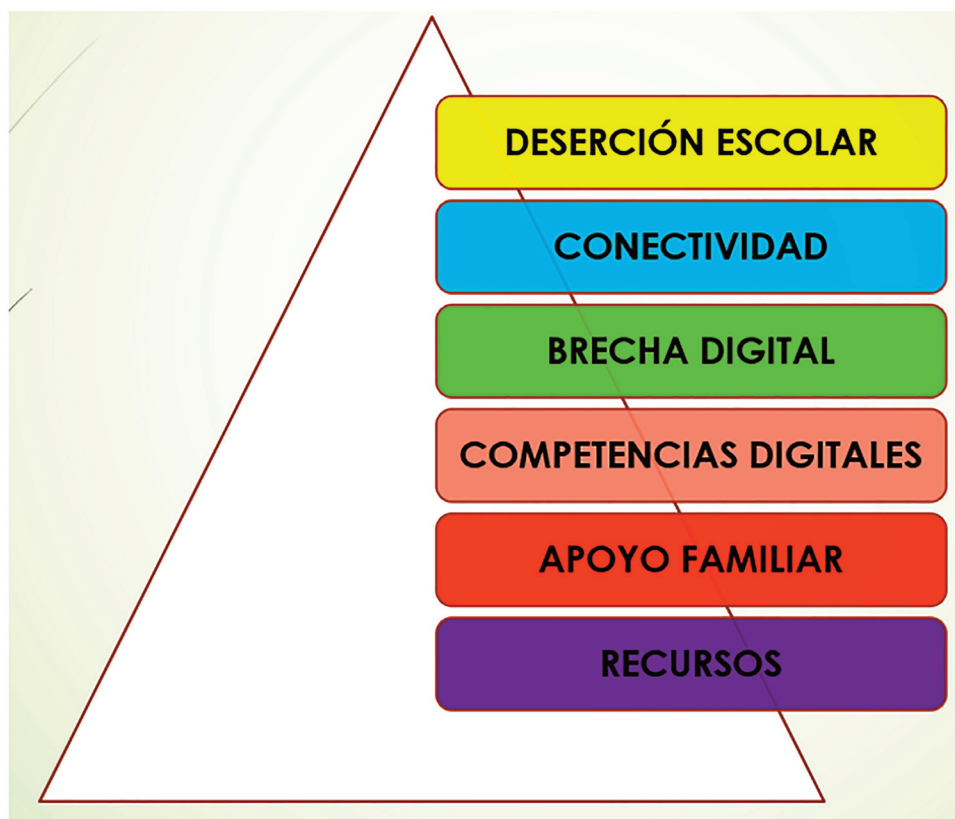 DESERCIÓN ESCOLAR
CONECTIVIDAD
BRECHA DIGITAL
COMPETENCIAS DIGITALES
APOYO FAMILIAR
RECURSOS